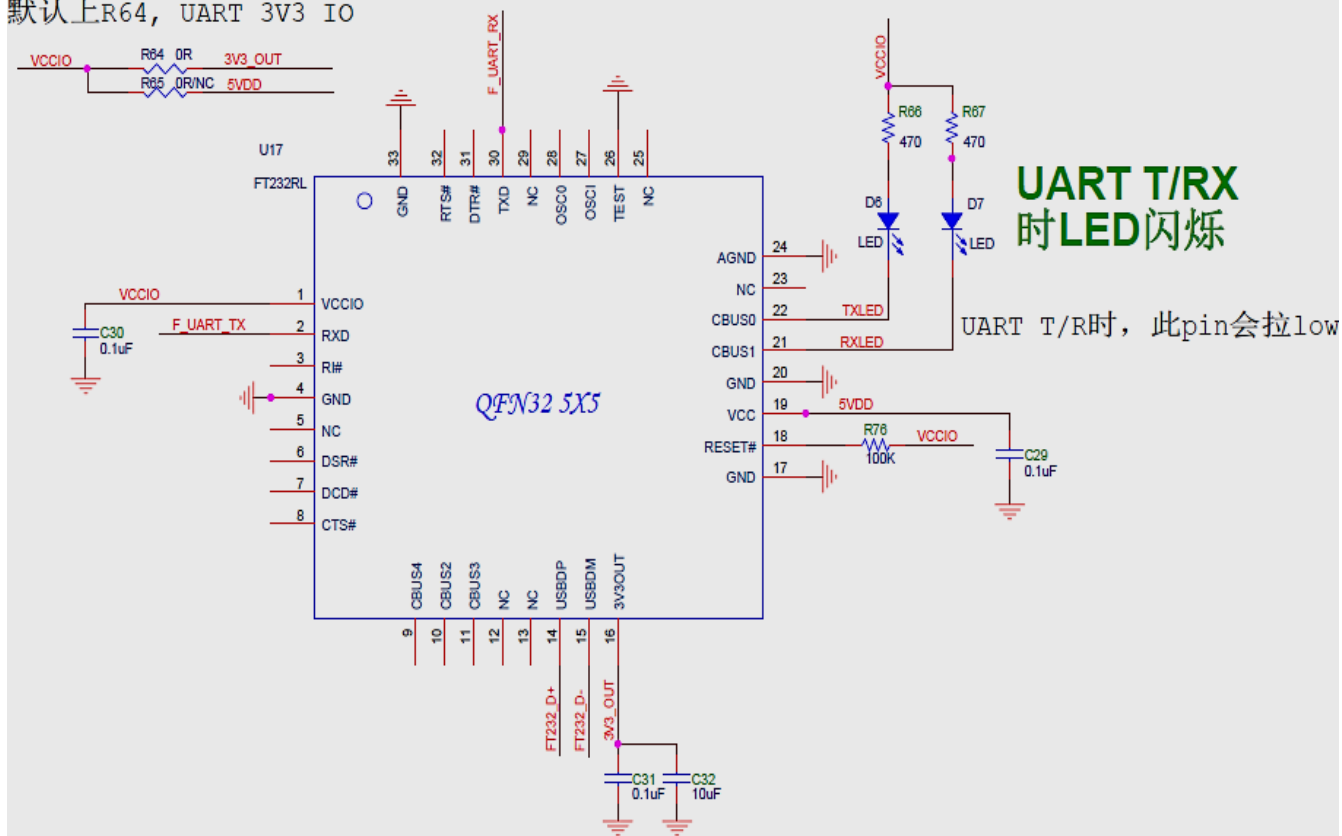 默认上R64, UART 3V3 IO
VCCIO
R64 0R
3V3_OUT
R65 0R/NC
5VDD
F_UART_RX
VCCIO
R66
470
R67
470
U17
FT232RL
33
32
31
30
29
28
27
26
25
GND
RTS#
DTR#
TXD
NC
OSC0
OSCI
TEST
NC
D6
LED
D7
LED
UART T/RX
时LED闪烁
VCCIO
C30
0.1uF
F_UART_TX
1 VCCIO
2 RXD
3 RI#
4 GND
5 NC
6 DSR#
7 DCD#
8 CTS#
QFN32 5X5
AGND 24
NC 23
CBUS0 22 TXLED
CBUS1 21 RXLED
UART T/R时，此pin会拉low
GND 20
VCC 19 5VDD
RESET# 18
R76
100K
VCCIO
GND 17
C29
0.1uF
CBUS4
CBUS2
CBUS3
NC
NC
USBDP
USBDM
3V3OUT
9
10
11
12
13
14
15
16
FT232_D+
FT232_D-
3V3_OUT
C31
0.1uF
C32
10uF